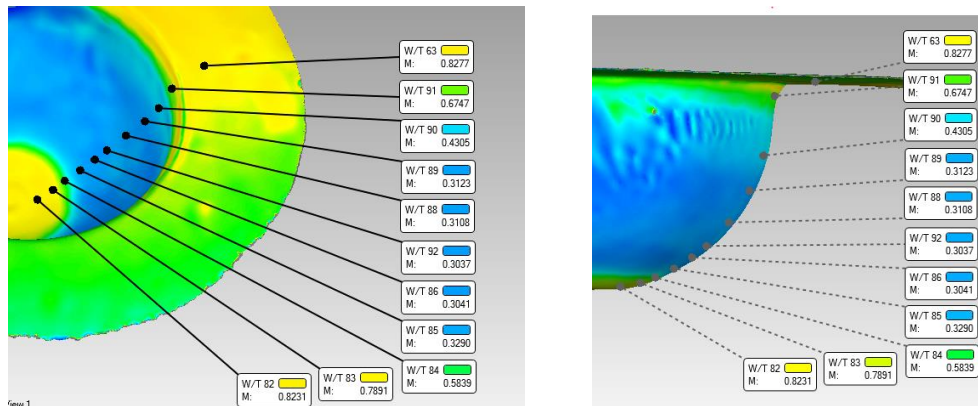 W/T 63
M: 0.8277
W/T 91
M: 0.6747
W/T 90
M: 0.4305
W/T 89
M: 0.3123
W/T 88
M: 0.3108
W/T 92
M: 0.3037
W/T 86
M: 0.3041
W/T 85
M: 0.3290
W/T 84
M: 0.5839
W/T 83
M: 0.7891
W/T 82
M: 0.8231
View 1
W/T 63
M: 0.8277
W/T 91
M: 0.6747
W/T 90
M: 0.4305
W/T 89
M: 0.3123
W/T 88
M: 0.3108
W/T 92
M: 0.3037
W/T 86
M: 0.3041
W/T 85
M: 0.3290
W/T 84
M: 0.5839
W/T 83
M: 0.7891
W/T 82
M: 0.8231